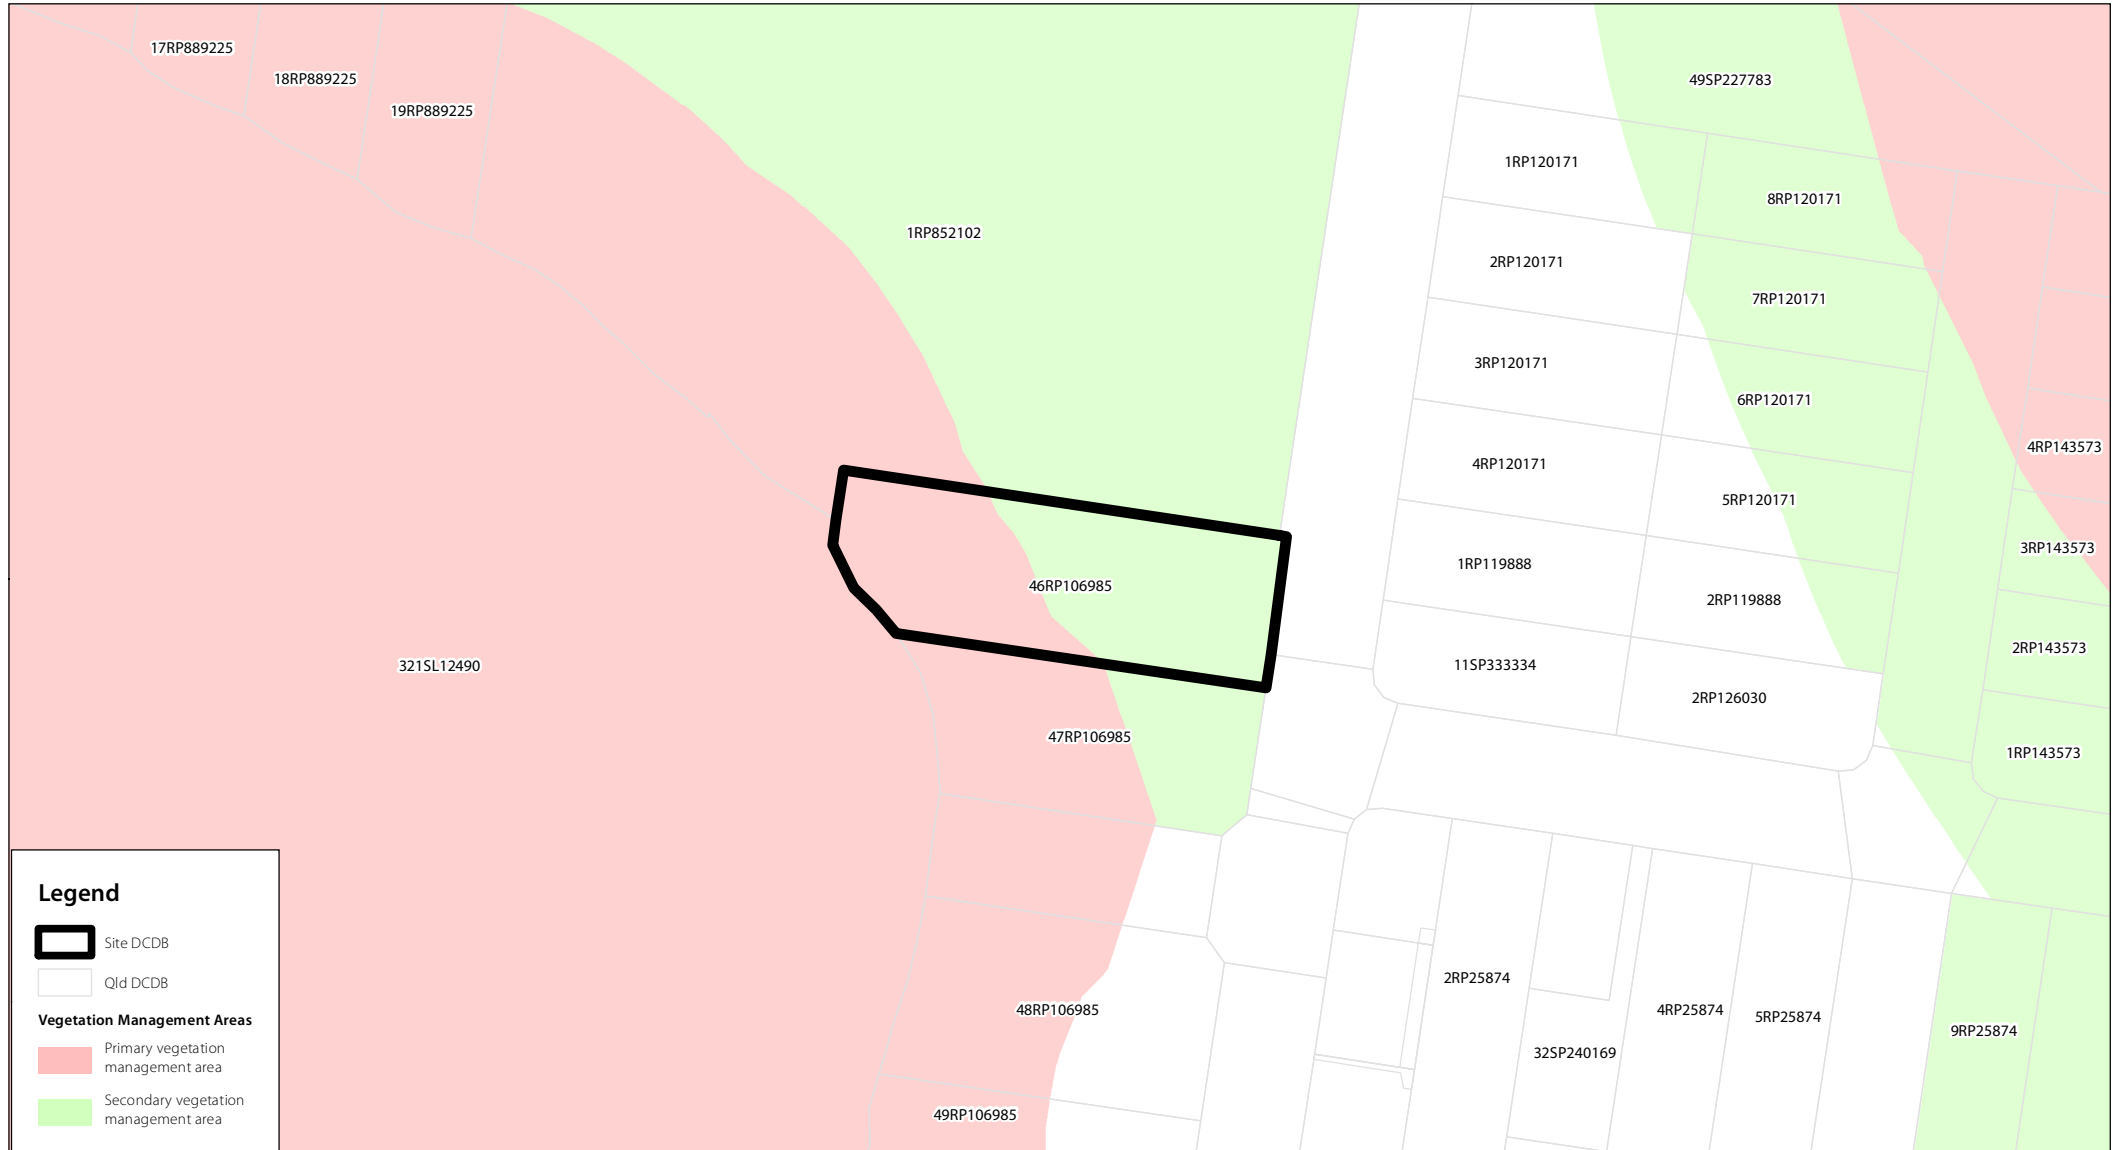 17RP889225
18RP889225
19RP889225
49SP227783
1RP120171
8RP120171
1RP852102
2RP120171
7RP120171
3RP120171
6RP120171
4RP143573
4RP120171
5RP120171
3RP143573
1RP119888
46RP106985
2RP119888
2RP143573
321SL12490
11SP333334
2RP126030
47RP106985
1RP143573
2RP25874
48RP106985
4RP25874
5RP25874
9RP25874
32SP240169
49RP106985
Legend
Site DCDB
Qld DCDB
Vegetation Management Areas
Primary vegetation
management area
Secondary vegetation
management area